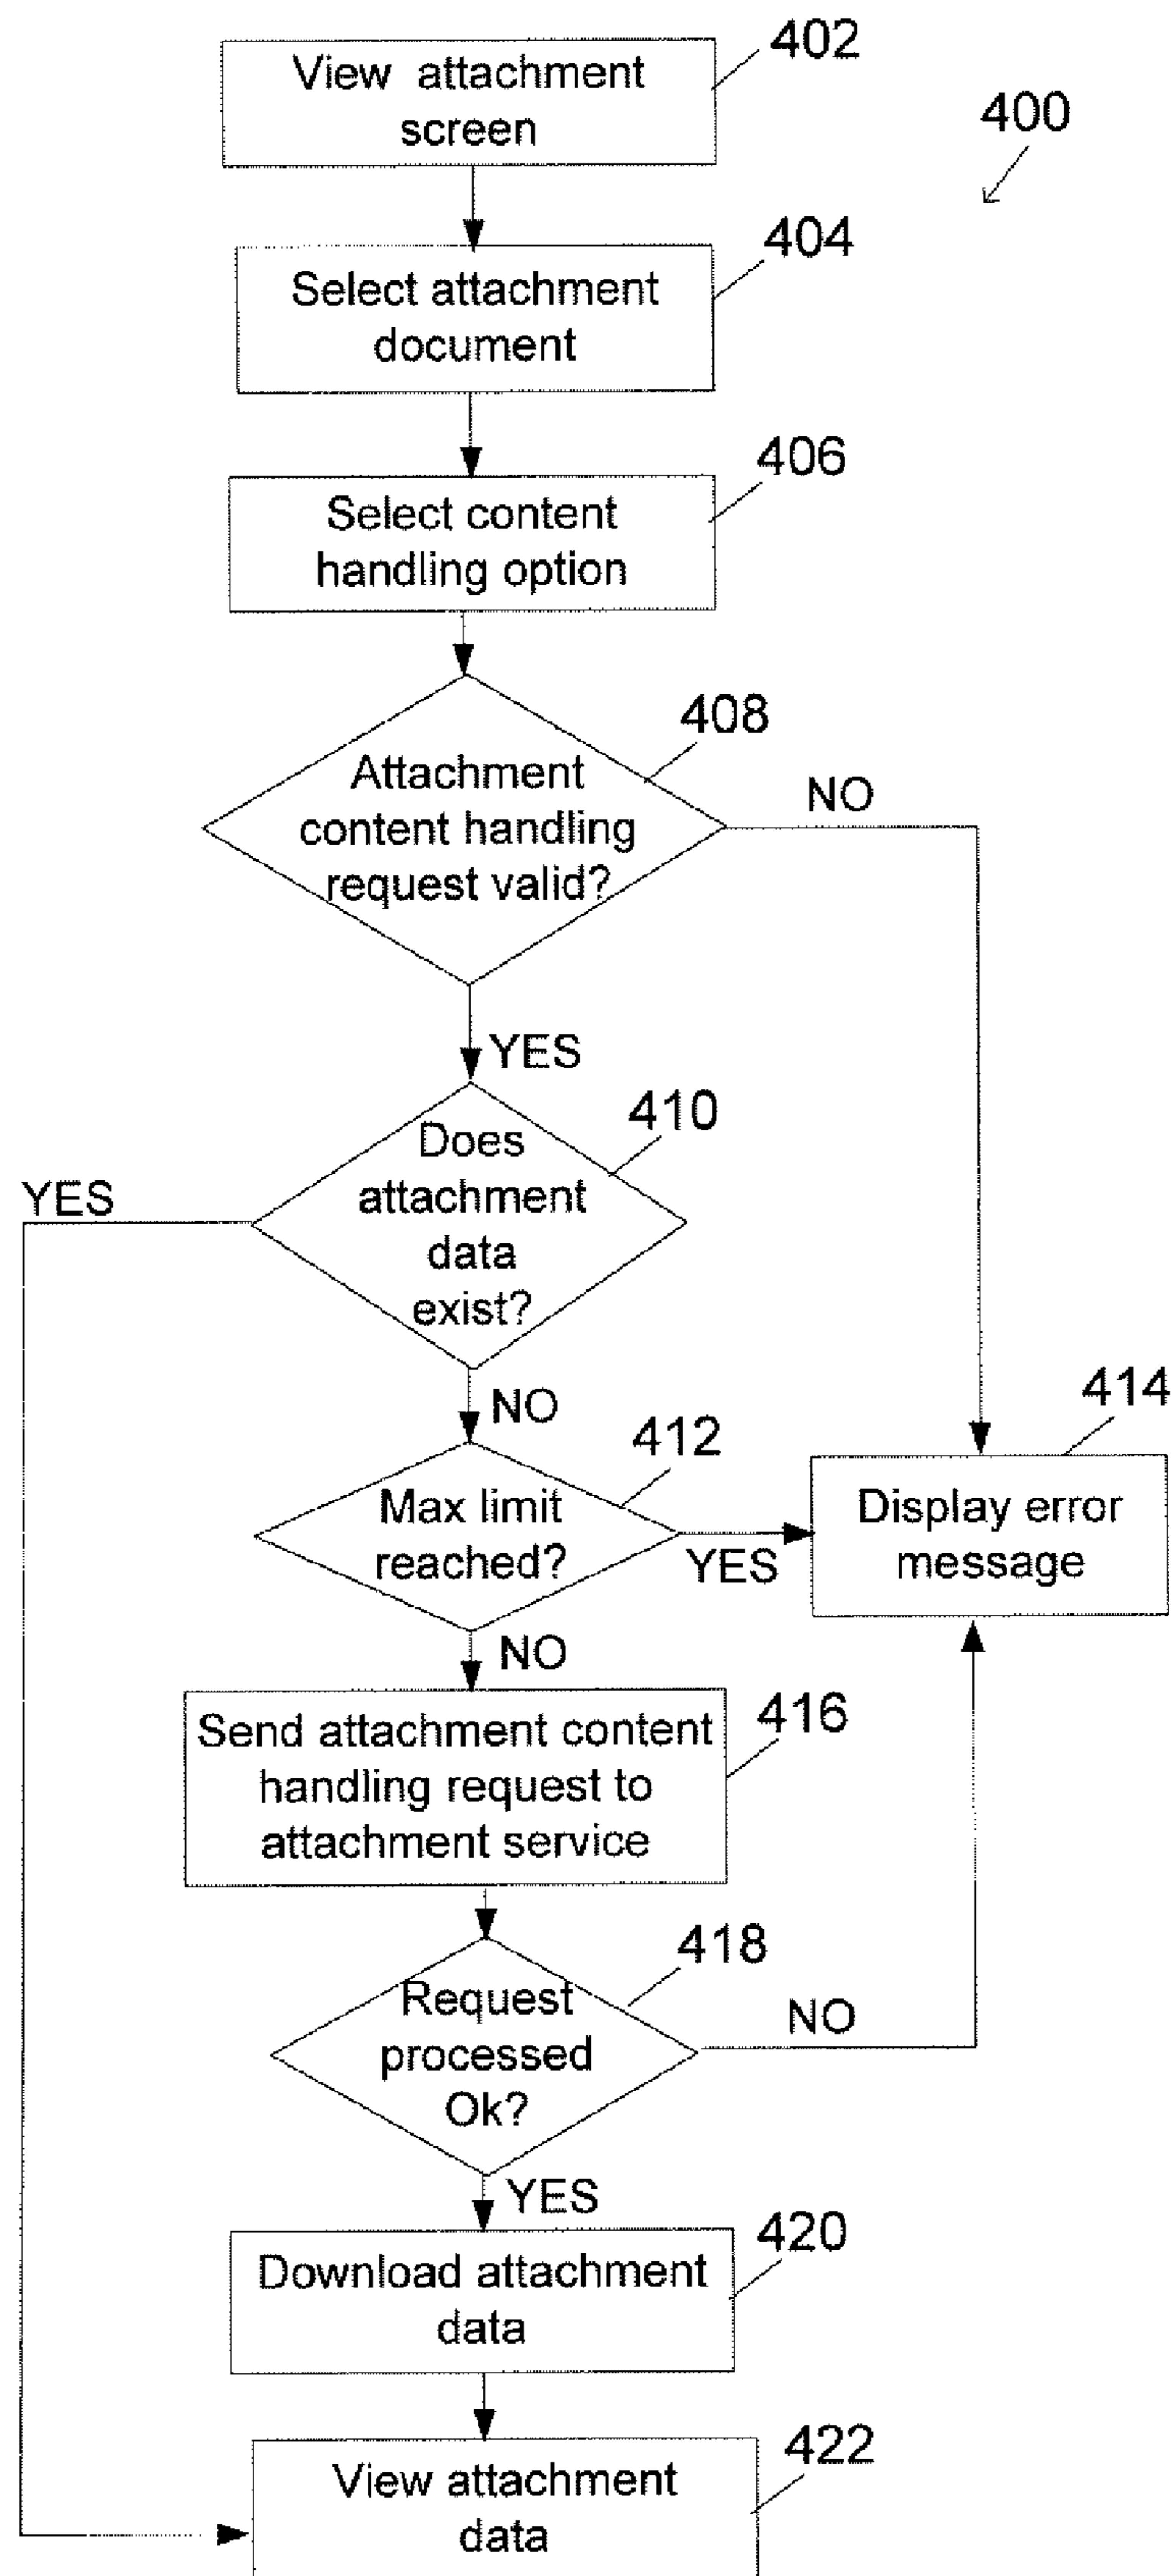 402
View attachment
screen
400
404
Select attachment
document
406
Select content
handling option
408
Attachment
content handling
request valid?
NO
YES
410
Does
attachment
data
exist?
YES
NO
412
Max limit
reached?
YES
414
Display error
message
NO
416
Send attachment content
handling request to
attachment service
418
Request
processed
Ok?
NO
YES
420
Download attachment
data
422
View attachment
data